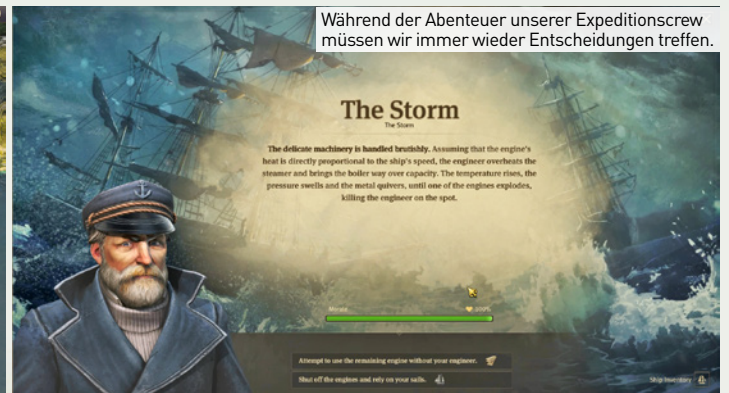 Während der Abenteuer unserer Expeditionscrew
müssen wir immer wieder Entscheidungen treffen.
The Storm
The Storm
The delicate machinery is handled brutishly. Assuming that the engine's
heat is directly proportional to the ship's speed, the engineer overheats the
steamer and brings the boiler way over capacity. The temperature rises, the
pressure swells and the metal quivers, until one of the engines explodes,
killing the engineer on the spot.
Morale 100%
Attempt to use the remaining engine without your engineer.
Shut off the engines and rely on your sails.
Ship Inventory